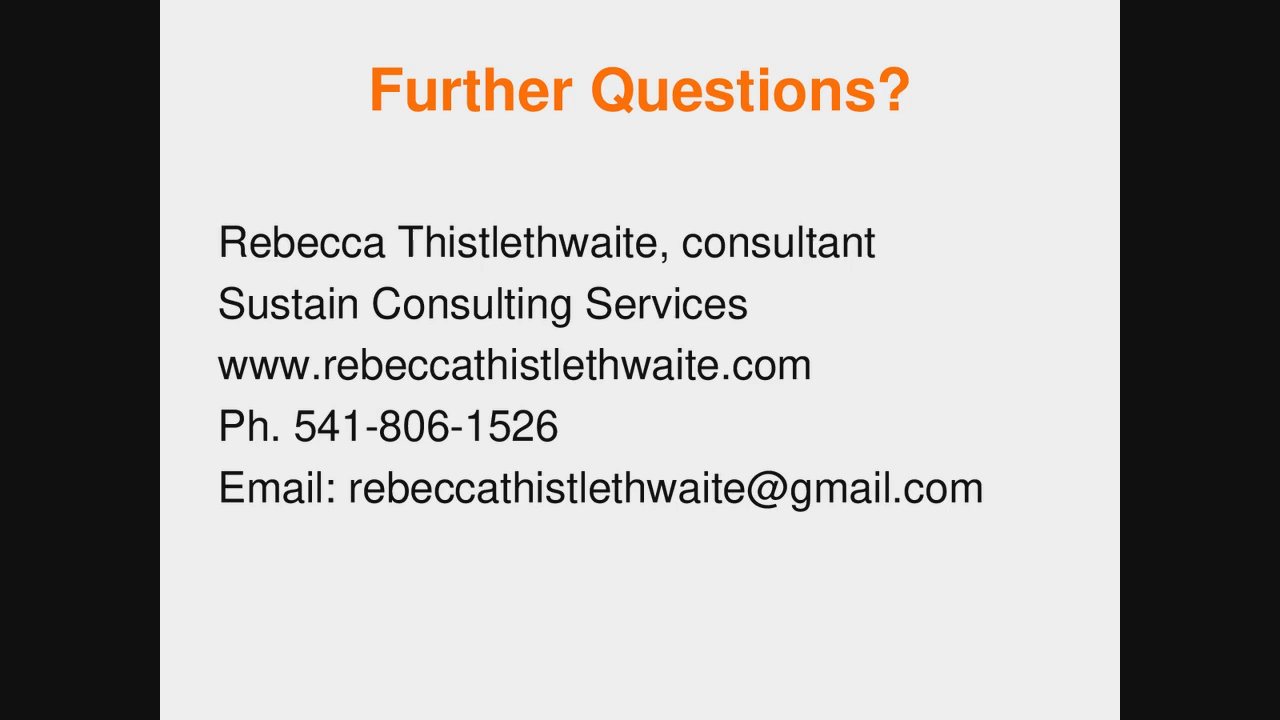 Further Questions?
Rebecca Thistlethwaite, consultant
Sustain Consulting Services
www.rebeccathistlethwaite.com
Ph. 541-806-1526
Email: rebeccathistlethwaite@gmail.com